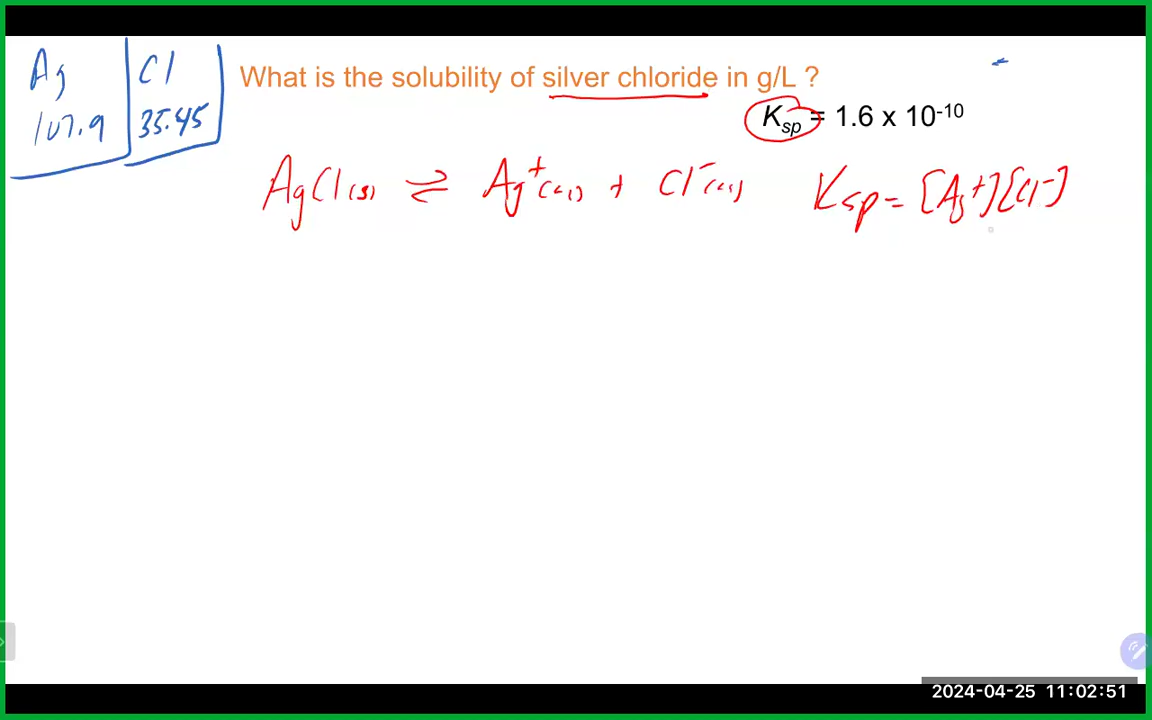 Ag Cl
107.9 35.45
What is the solubility of silver chloride in g/L ?
Ksp = 1.6 x 10-10
AgCl(s) ⇌ Ag+(aq) + Cl-(aq) Ksp = [Ag+][Cl-]
2024-04-25 11:02:51